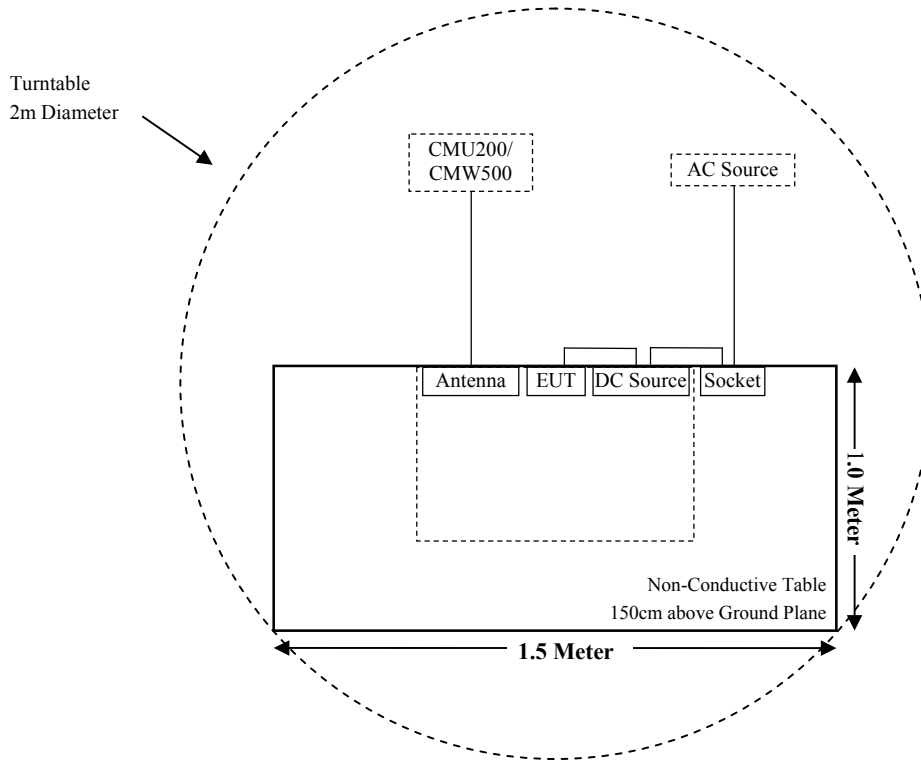 Turntable
2m Diameter
CMU200/
CMW500
AC Source
Antenna
EUT
DC Source
Socket
1.0 Meter
Non-Conductive Table
150cm above Ground Plane
1.5 Meter